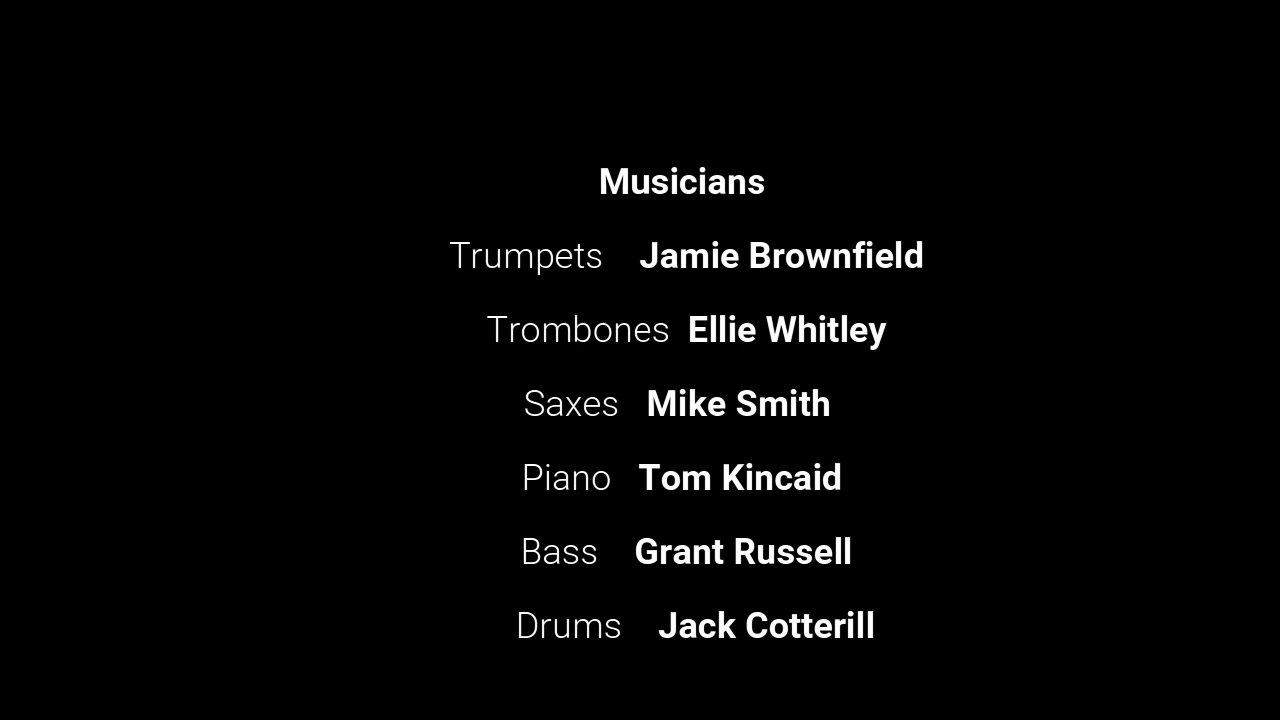 Musicians
Trumpets Jamie Brownfield
Trombones Ellie Whitley
Saxes Mike Smith
Piano Tom Kincaid
Bass Grant Russell
Drums Jack Cotterill